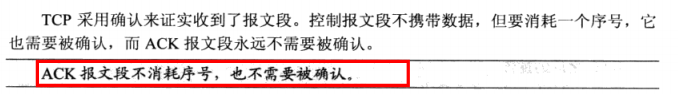 TCP 采用确认来证实收到了报文段。控制报文段不携带数据，但要消耗一个序号，它
也需要被确认，而 ACK 报文段永远不需要被确认。
ACK 报文段不消耗序号，也不需要被确认。